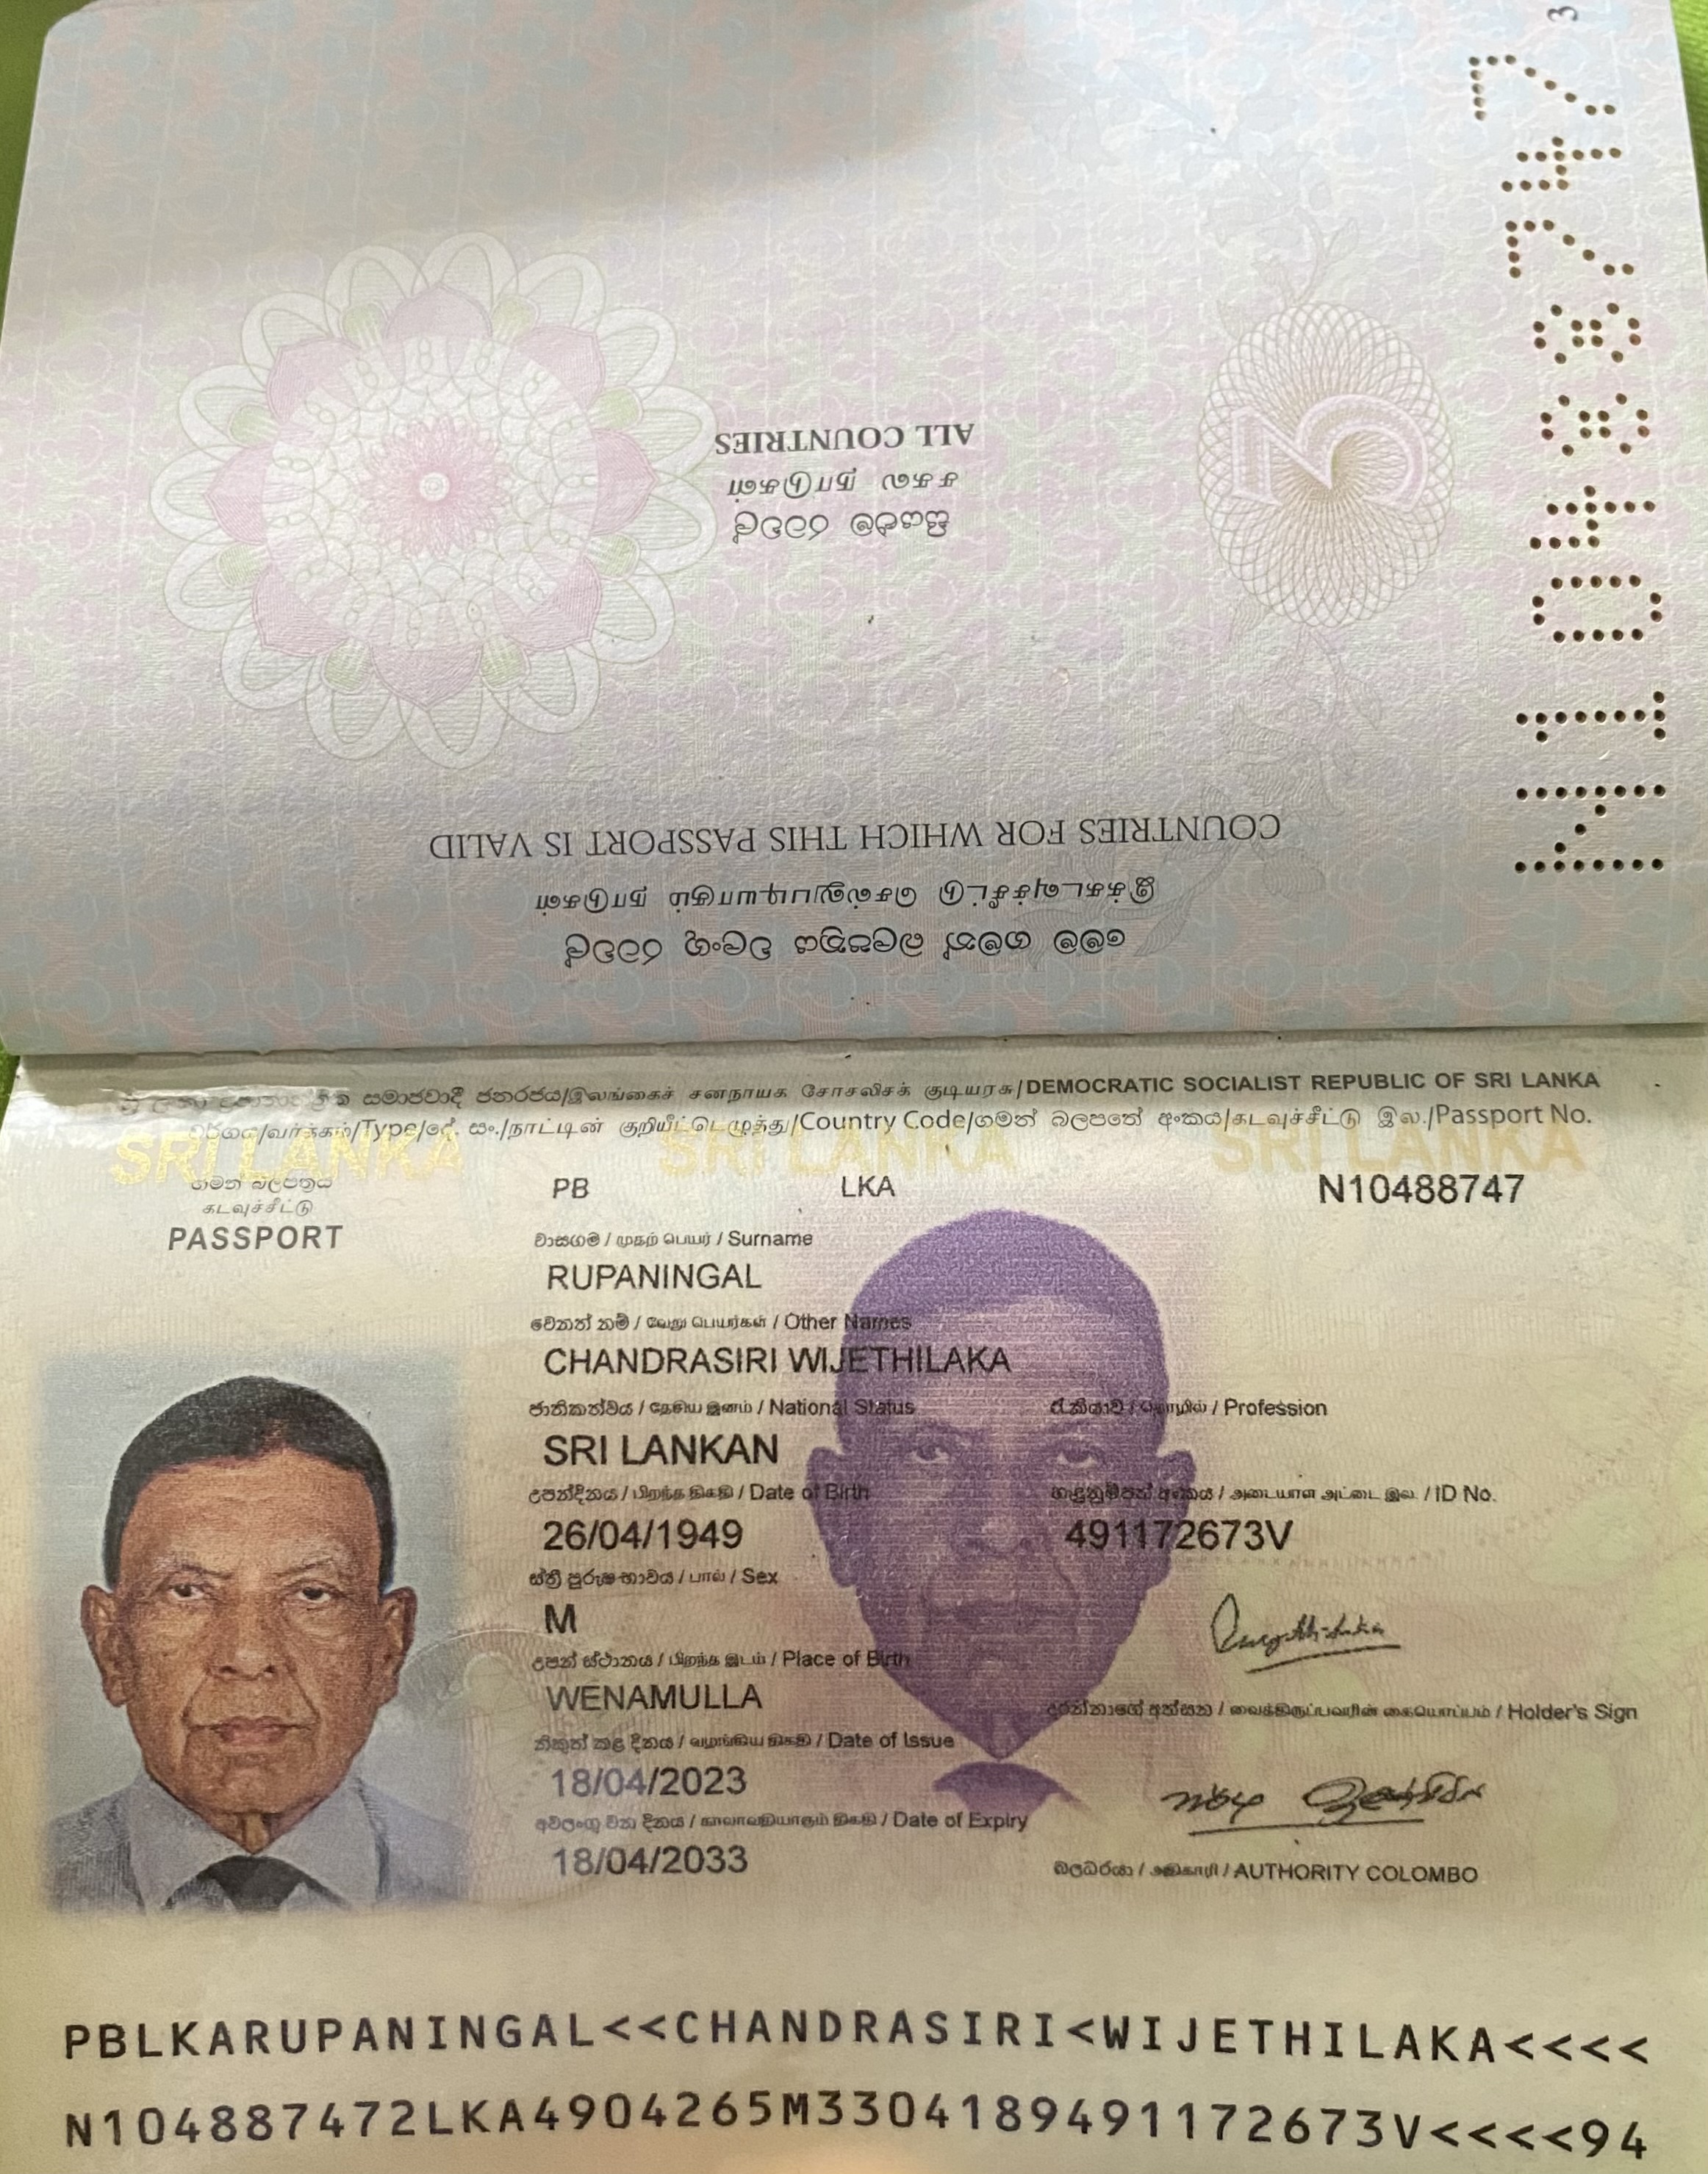 3
N10488747
මෙම ගමන් බලපත්‍රය වලංගු රටවල්
இக்கடவுச்சீட்டு செல்லுபடியாகும் நாடுகள்
COUNTRIES FOR WHICH THIS PASSPORT IS VALID
සියලුම රටවල්
சகல நாடுகள்
ALL COUNTRIES
සමාජවාදී ජනරජය/இலங்கைச் சனநாயக சோசலிசக் குடியரசு/DEMOCRATIC SOCIALIST REPUBLIC OF SRI LANKA
වර්ගය/வர்க்கம்/Type/දේ. සං./நாட்டின் குறியீட்டெழுத்து/Country Code/ගමන් බලපතේ අංකය/கடவுச்சீட்டு இல./Passport No.
SRI LANKA SRI LANKA SRI LANKA
ගමන් බලපත්‍රය
கடவுச்சீட்டு
PASSPORT
PB LKA N10488747
වාසගම / முதற் பெயர் / Surname
RUPANINGAL
වෙනත් නම් / வேறு பெயர்கள் / Other Names
CHANDRASIRI WIJETHILAKA
ජාතිකත්වය / தேசிய இனம் / National Status රැකියාව / தொழில் / Profession
SRI LANKAN
උපන්දිනය / பிறந்த திகதி / Date of Birth හැඳුනුම්පත් අංකය / அடையாள அட்டை இல. / ID No.
26/04/1949 491172673V
ස්ත්‍රී පුරුෂ භාවය / பால் / Sex
M
උපන් ස්ථානය / பிறந்த இடம் / Place of Birth
WENAMULLA
දරන්නාගේ අත්සන / வைத்திருப்பவரின் கையொப்பம் / Holder's Sign
නිකුත් කළ දිනය / வழங்கிய திகதி / Date of Issue
18/04/2023
අවලංගු වන දිනය / காலாவதியாகும் திகதி / Date of Expiry
18/04/2033
බලධරයා / அதிகாரி / AUTHORITY COLOMBO
PBLKARUPANINGAL<<CHANDRASIRI<WIJETHILAKA<<<<
N104887472LKA4904265M3304189491172673V<<<<94